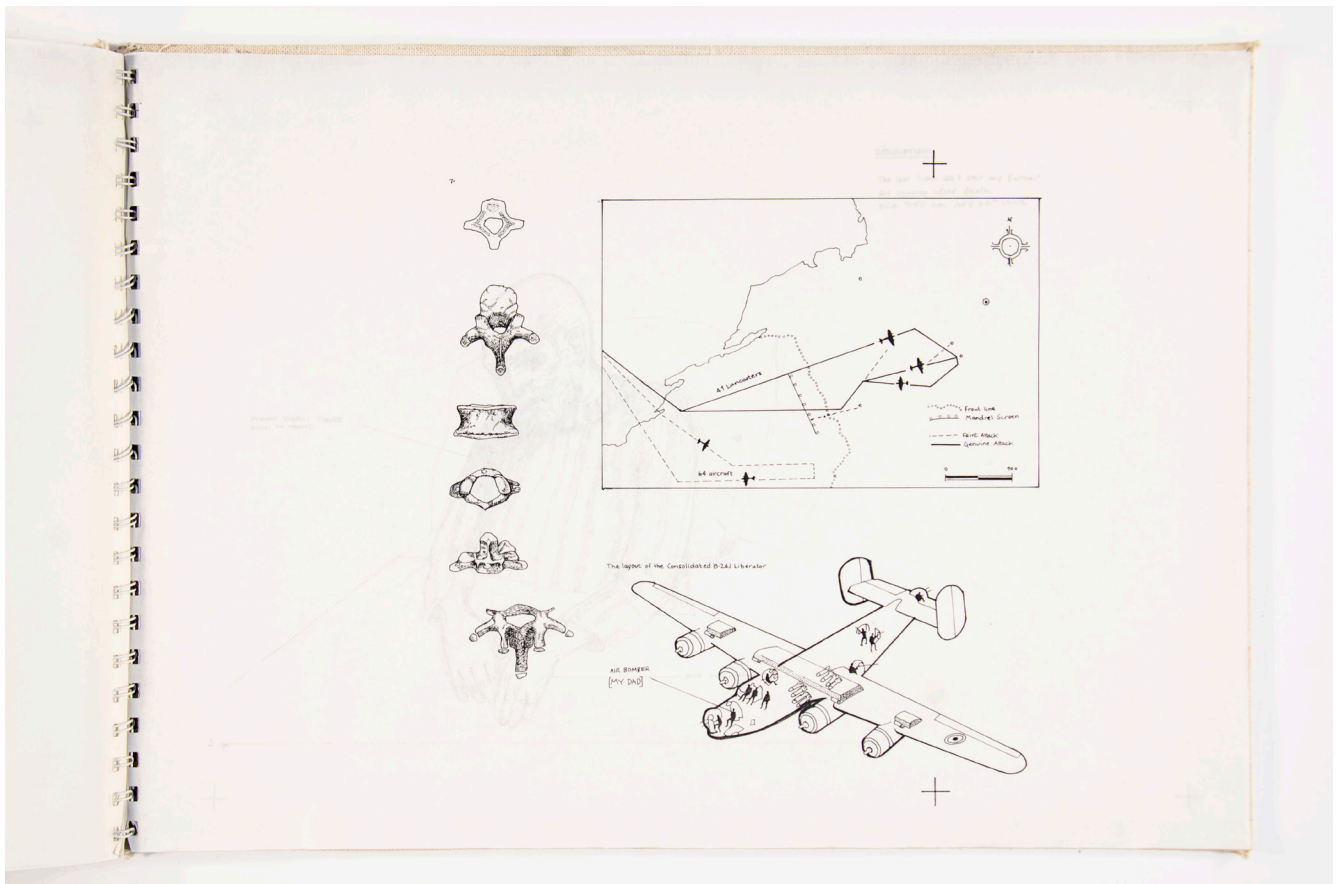 7.
N
49 Lancasters
Front line
Mandrel Screen
Feint Attack
Genuine Attack
0
64 aircraft
The layout of the Consolidated B-24J Liberator
AIR BOMBER
[MY DAD]